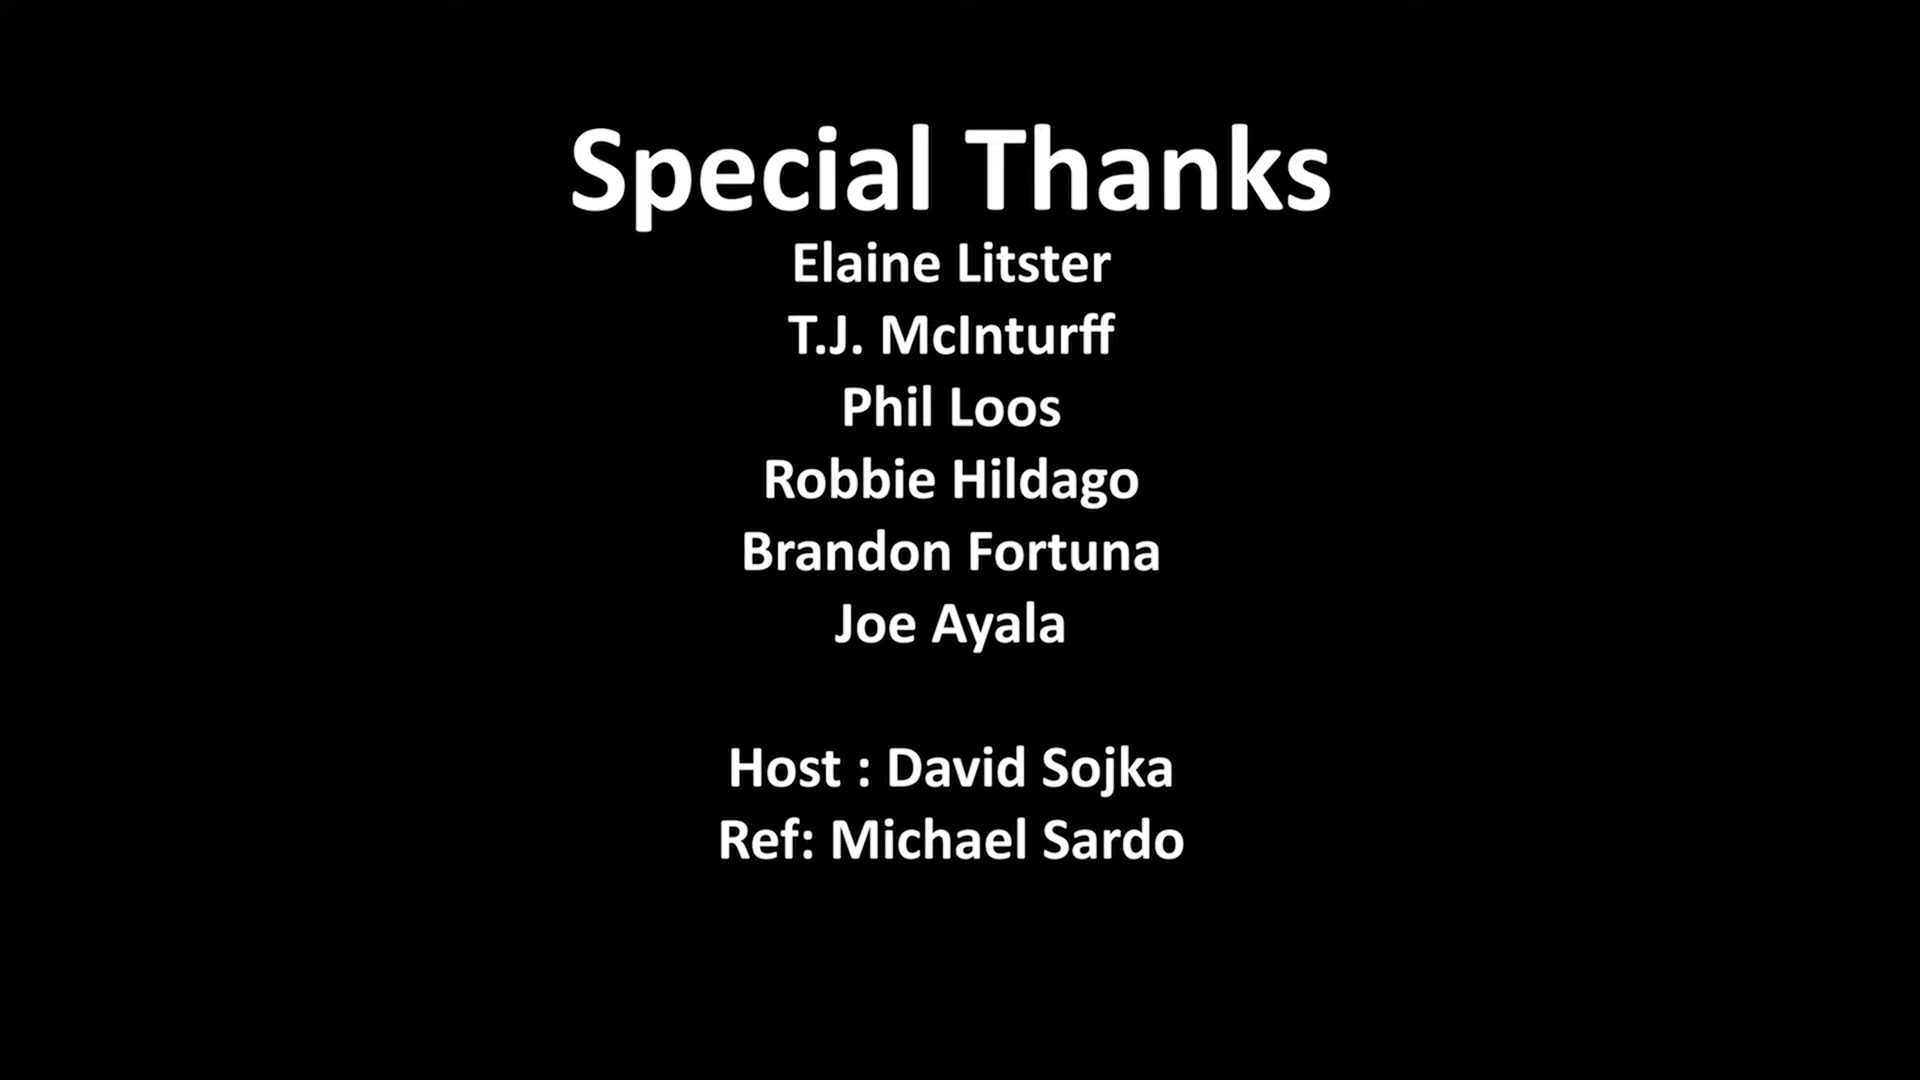 Special Thanks
Elaine Litster
T.J. McInturff
Phil Loos
Robbie Hildago
Brandon Fortuna
Joe Ayala
Host : David Sojka
Ref: Michael Sardo